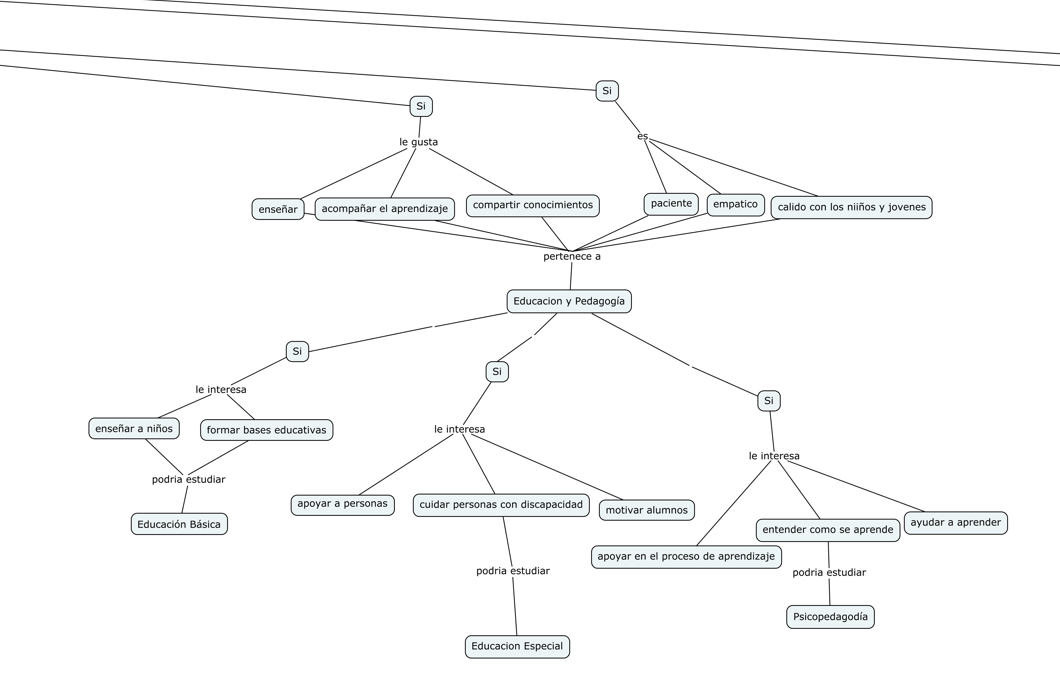 Si
Si
es
le gusta
enseñar
acompañar el aprendizaje
compartir conocimientos
paciente
empatico
calido con los niiños y jovenes
pertenece a
Educacion y Pedagogía
Si
Si
Si
le interesa
enseñar a niños
formar bases educativas
le interesa
le interesa
podria estudiar
Educación Básica
apoyar a personas
cuidar personas con discapacidad
motivar alumnos
apoyar en el proceso de aprendizaje
entender como se aprende
ayudar a aprender
podria estudiar
podria estudiar
Psicopedagodía
Educacion Especial